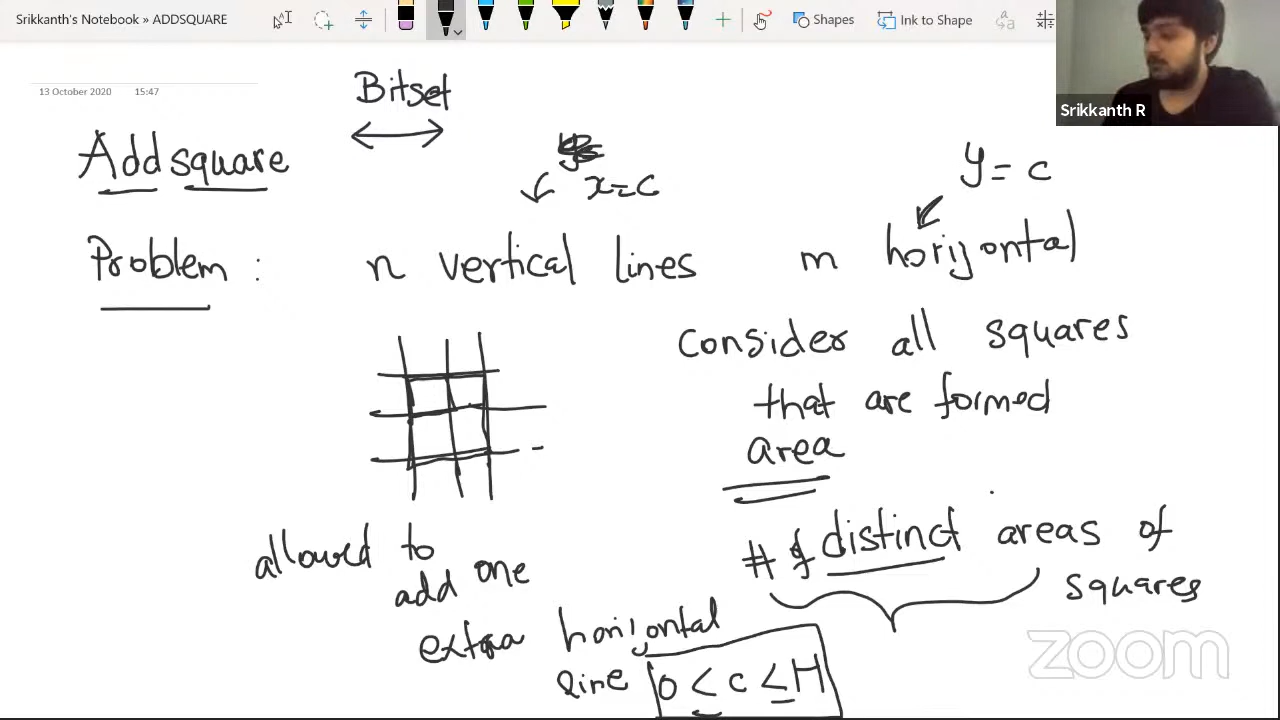 Srikkanth's Notebook » ADDSQUARE
Shapes
Ink to Shape
13 October 2020 15:47
Srikkanth R
Bitset
Add square
x=c
y = c
Problem : n vertical lines m horizontal
consider all squares
that are formed
area
allowed to
add one
extra horizontal
line 0 ≤ c ≤ H
# of distinct areas of
squares
zoom